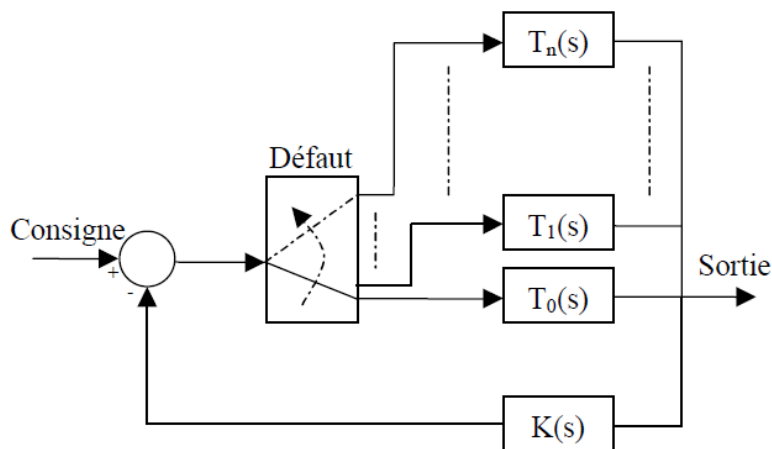 Tₙ(s)
Défaut
Consigne
+
-
T₁(s)
Sortie
T₀(s)
K(s)